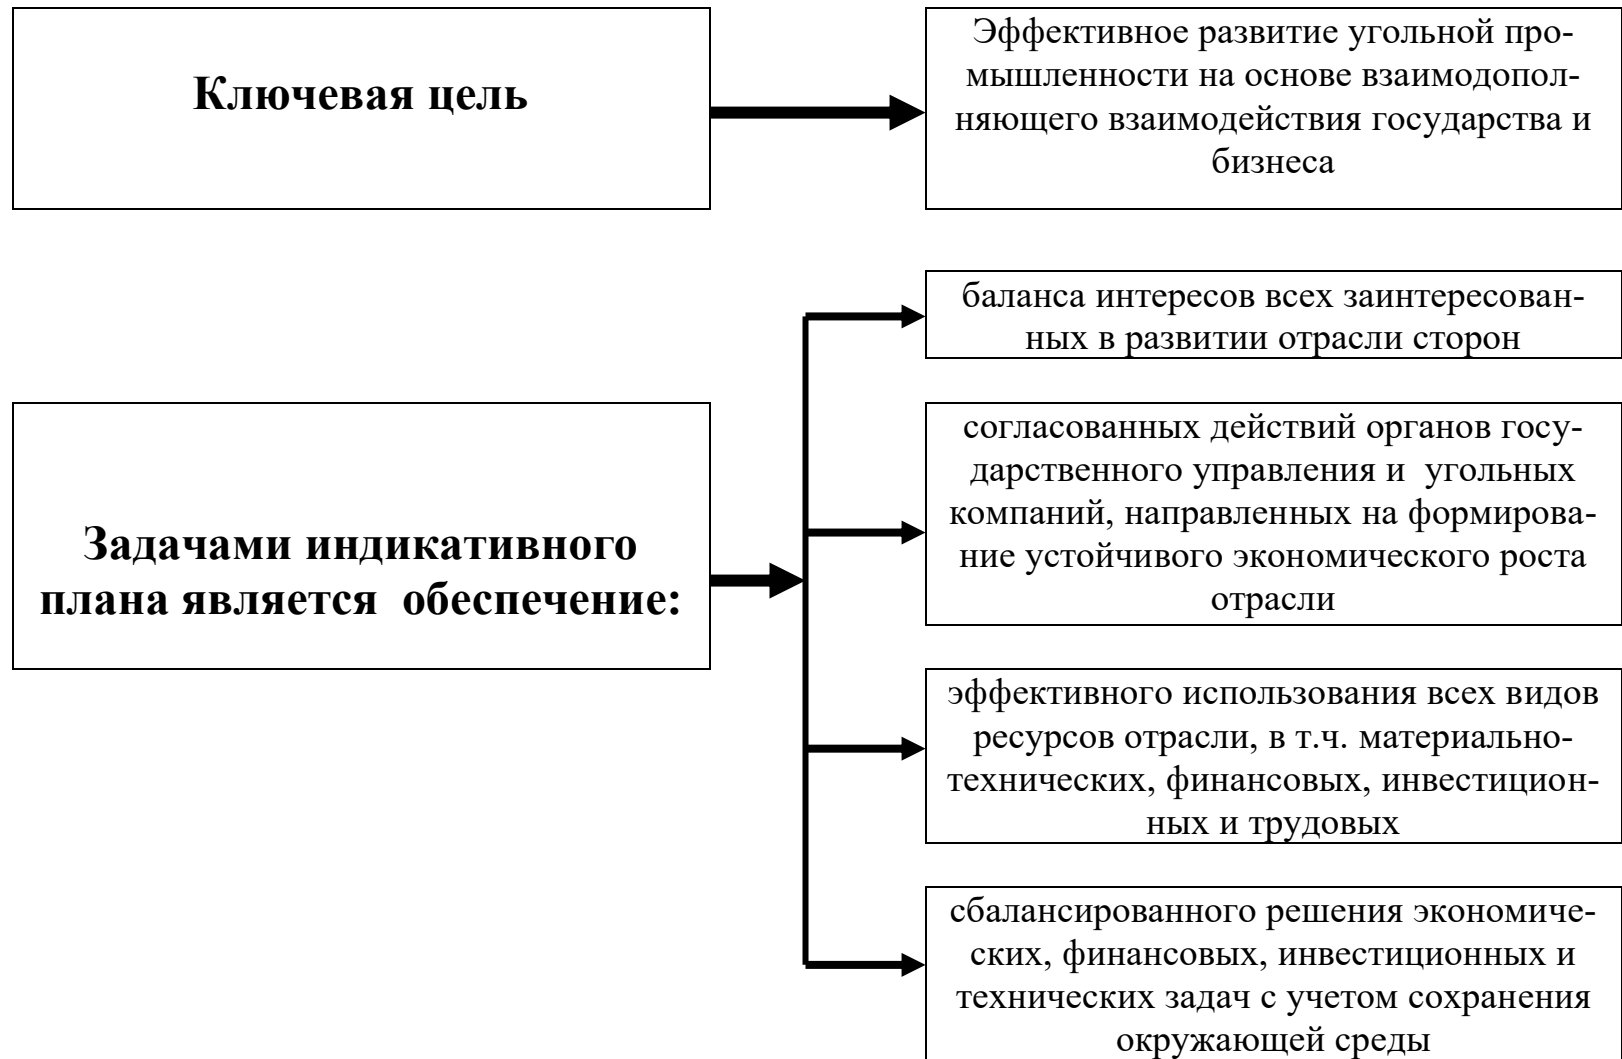 Ключевая цель
Эффективное развитие угольной про-
мышленности на основе взаимодопол-
няющего взаимодействия государства и
бизнеса
Задачами индикативного
плана является  обеспечение:
баланса интересов всех заинтересован-
ных в развитии отрасли сторон
согласованных действий органов госу-
дарственного управления и  угольных
компаний, направленных на формирова-
ние устойчивого экономического роста
отрасли
эффективного использования всех видов
ресурсов отрасли, в т.ч. материально-
технических, финансовых, инвестицион-
ных и трудовых
сбалансированного решения экономиче-
ских, финансовых, инвестиционных и
технических задач с учетом сохранения
окружающей среды